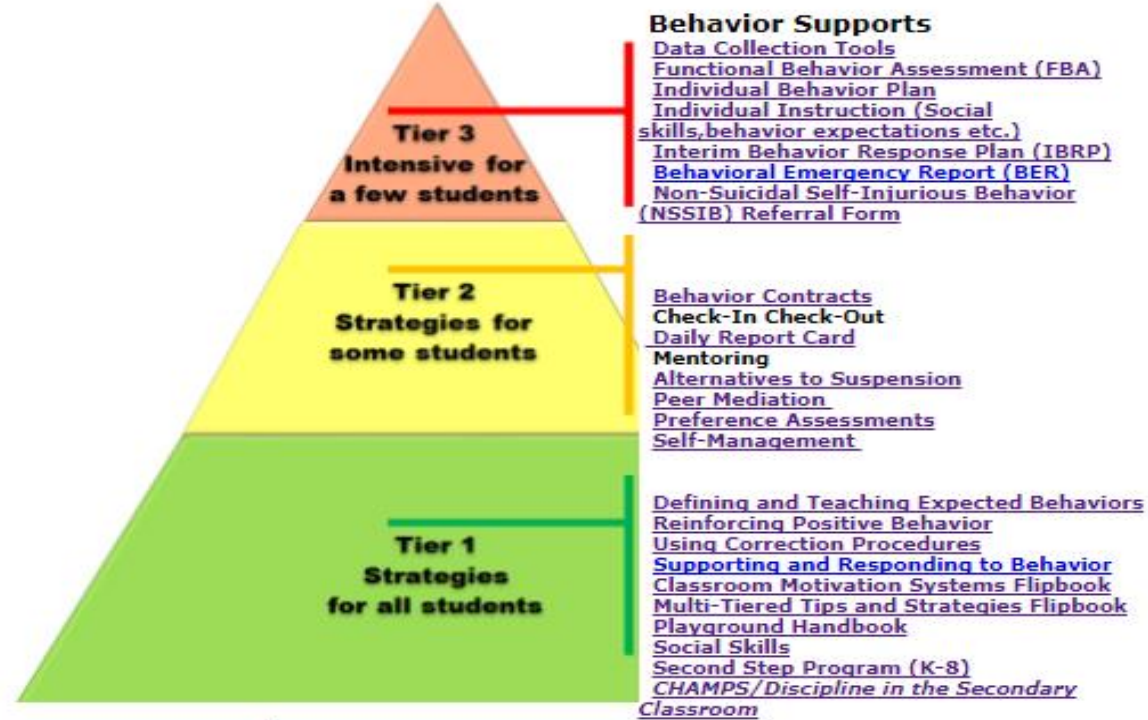 Behavior Supports
Data Collection Tools
Functional Behavior Assessment (FBA)
Individual Behavior Plan
Individual Instruction (Social
skills,behavior expectations etc.)
Interim Behavior Response Plan (IBRP)
Behavioral Emergency Report (BER)
Non-Suicidal Self-Injurious Behavior
(NSSIB) Referral Form
Tier 3
Intensive for
a few students
Behavior Contracts
Check-In Check-Out
Daily Report Card
Mentoring
Alternatives to Suspension
Peer Mediation
Preference Assessments
Self-Management
Tier 2
Strategies for
some students
Defining and Teaching Expected Behaviors
Reinforcing Positive Behavior
Using Correction Procedures
Supporting and Responding to Behavior
Classroom Motivation Systems Flipbook
Multi-Tiered Tips and Strategies Flipbook
Playground Handbook
Social Skills
Second Step Program (K-8)
CHAMPS/Discipline in the Secondary
Classroom
Tier 1
Strategies
for all students